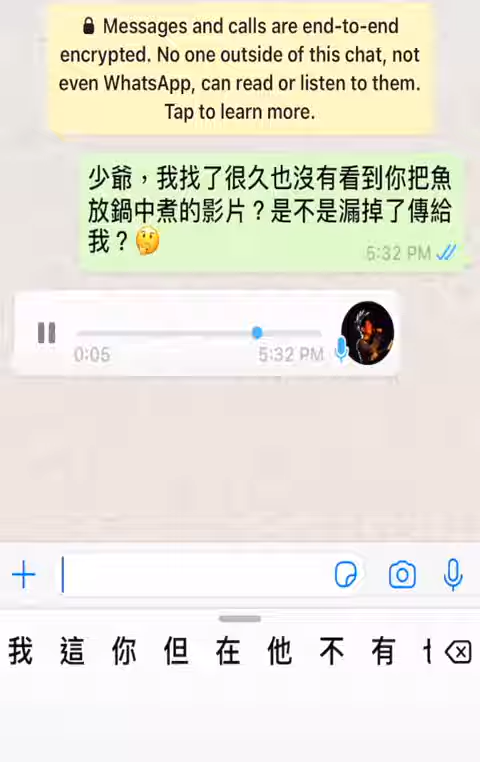 Messages and calls are end-to-end
encrypted. No one outside of this chat, not
even WhatsApp, can read or listen to them.
Tap to learn more.
少爺，我找了很久也沒有看到你把魚
放鍋中煮的影片？是不是漏掉了傳給
我？🤔
5:32 PM
0:05 5:32 PM
我 這 你 但 在 他 不 有